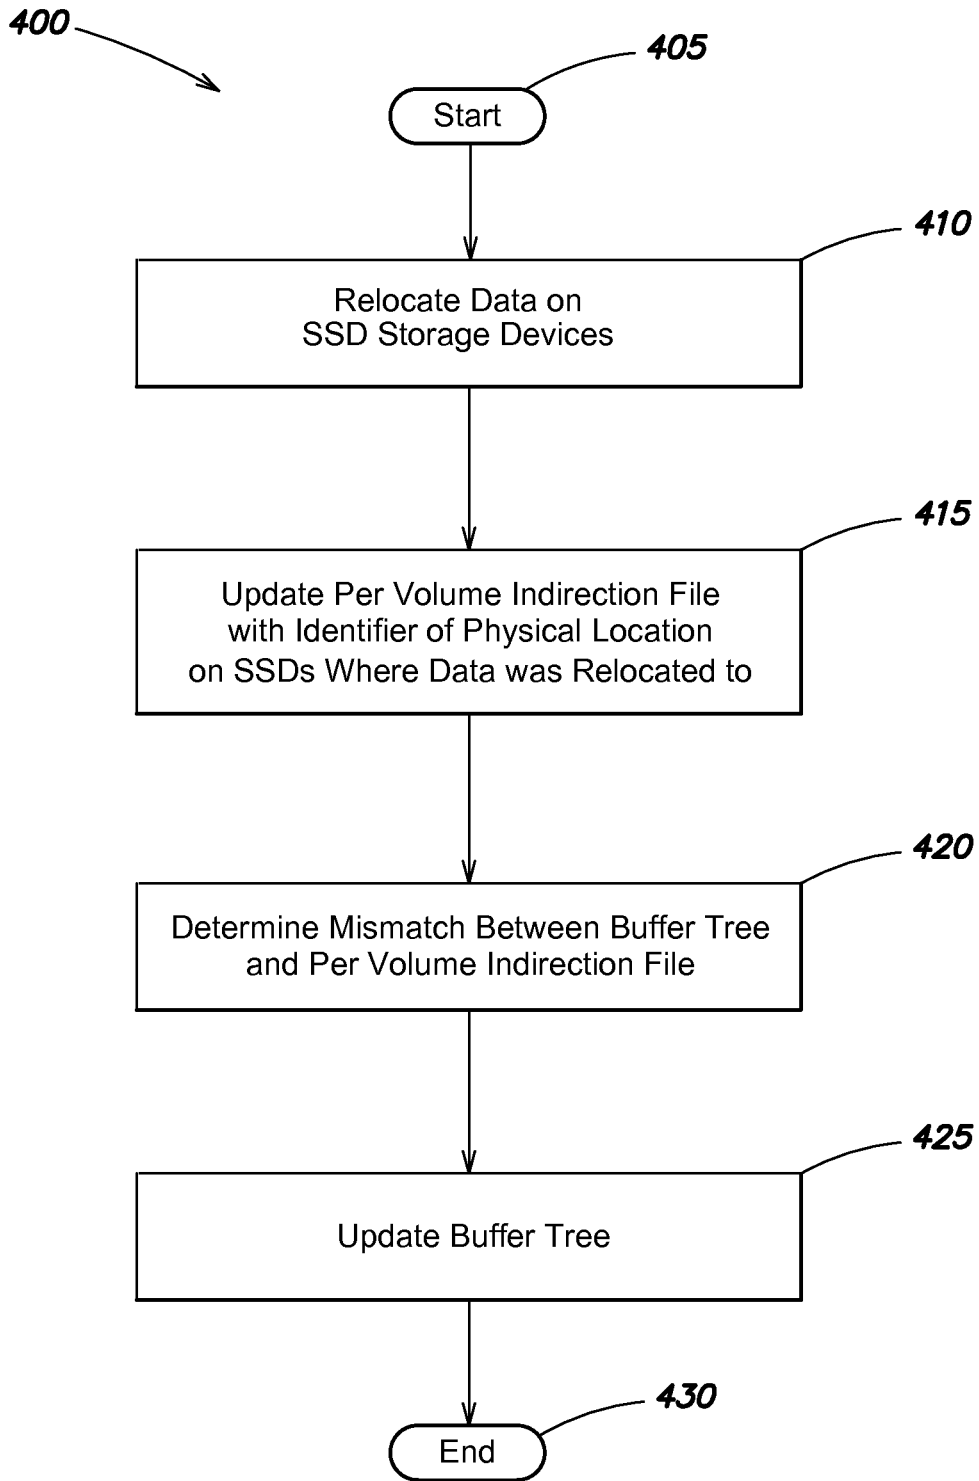 400
405
Start
410
Relocate Data on
SSD Storage Devices
415
Update Per Volume Indirection File
with Identifier of Physical Location
on SSDs Where Data was Relocated to
420
Determine Mismatch Between Buffer Tree
and Per Volume Indirection File
425
Update Buffer Tree
430
End